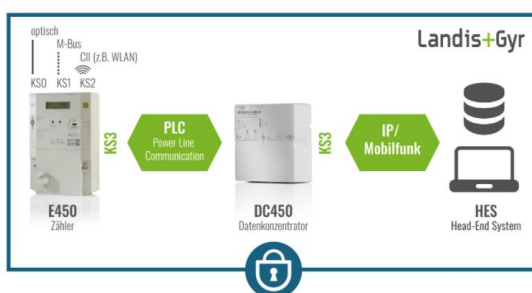 optisch
M-Bus
CII (z.B. WLAN)
Landis+Gyr
KS0 KS1 KS2
KS3
PLC
Power Line
Communication
KS3
IP/
Mobilfunk
E450
Zähler
DC450
Datenkonzentrator
HES
Head-End System